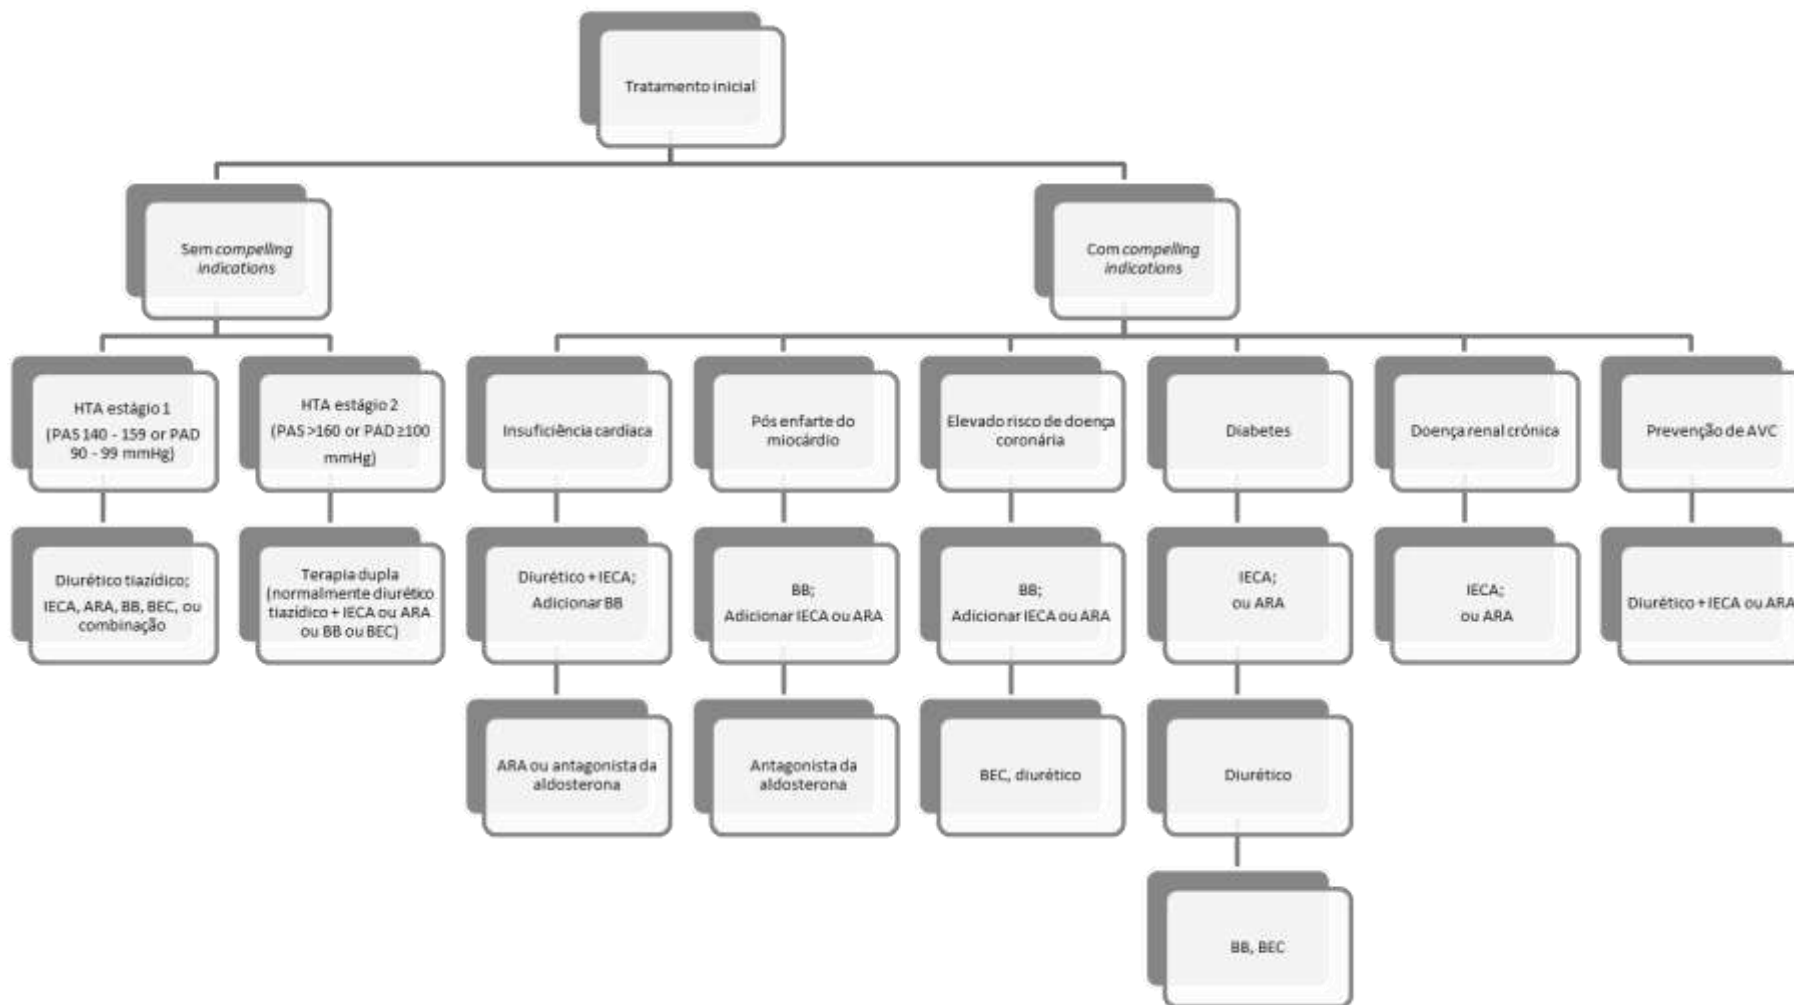 Tratamento inicial
Sem compelling
indications
Com compelling
indications
HTA estágio 1
(PAS 140 - 159 or PAD
90 - 99 mmHg)
HTA estágio 2
(PAS >160 or PAD ≥100
mmHg)
Insuficiência cardíaca
Pós enfarte do
miocárdio
Elevado risco de doença
coronária
Diabetes
Doença renal crónica
Prevenção de AVC
Diurético tiazídico;
IECA, ARA, BB, BEC, ou
combinação
Terapia dupla
(normalmente diurético
tiazídico + IECA ou ARA
ou BB ou BEC)
Diurético + IECA;
Adicionar BB
BB;
Adicionar IECA ou ARA
BB;
Adicionar IECA ou ARA
IECA;
ou ARA
IECA;
ou ARA
Diurético + IECA ou ARA
ARA ou antagonista da
aldosterona
Antagonista da
aldosterona
BEC, diurético
Diurético
BB, BEC